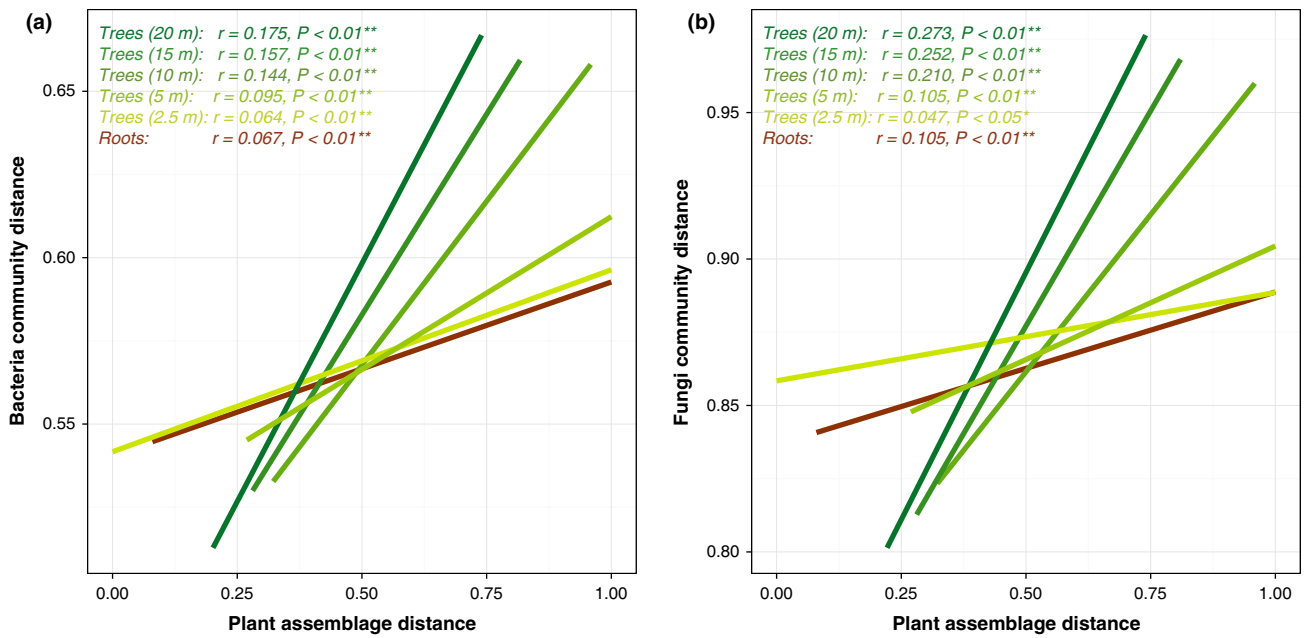 (a)
Trees (20 m): r = 0.175, P < 0.01**
Trees (15 m): r = 0.157, P < 0.01**
Trees (10 m): r = 0.144, P < 0.01**
Trees (5 m): r = 0.095, P < 0.01**
Trees (2.5 m): r = 0.064, P < 0.01**
Roots: r = 0.067, P < 0.01**
Bacteria community distance
0.65
0.60
0.55
0.00 0.25 0.50 0.75 1.00
Plant assemblage distance
(b)
Trees (20 m): r = 0.273, P < 0.01**
Trees (15 m): r = 0.252, P < 0.01**
Trees (10 m): r = 0.210, P < 0.01**
Trees (5 m): r = 0.105, P < 0.01**
Trees (2.5 m): r = 0.047, P < 0.05*
Roots: r = 0.105, P < 0.01**
Fungi community distance
0.95
0.90
0.85
0.80
0.00 0.25 0.50 0.75 1.00
Plant assemblage distance